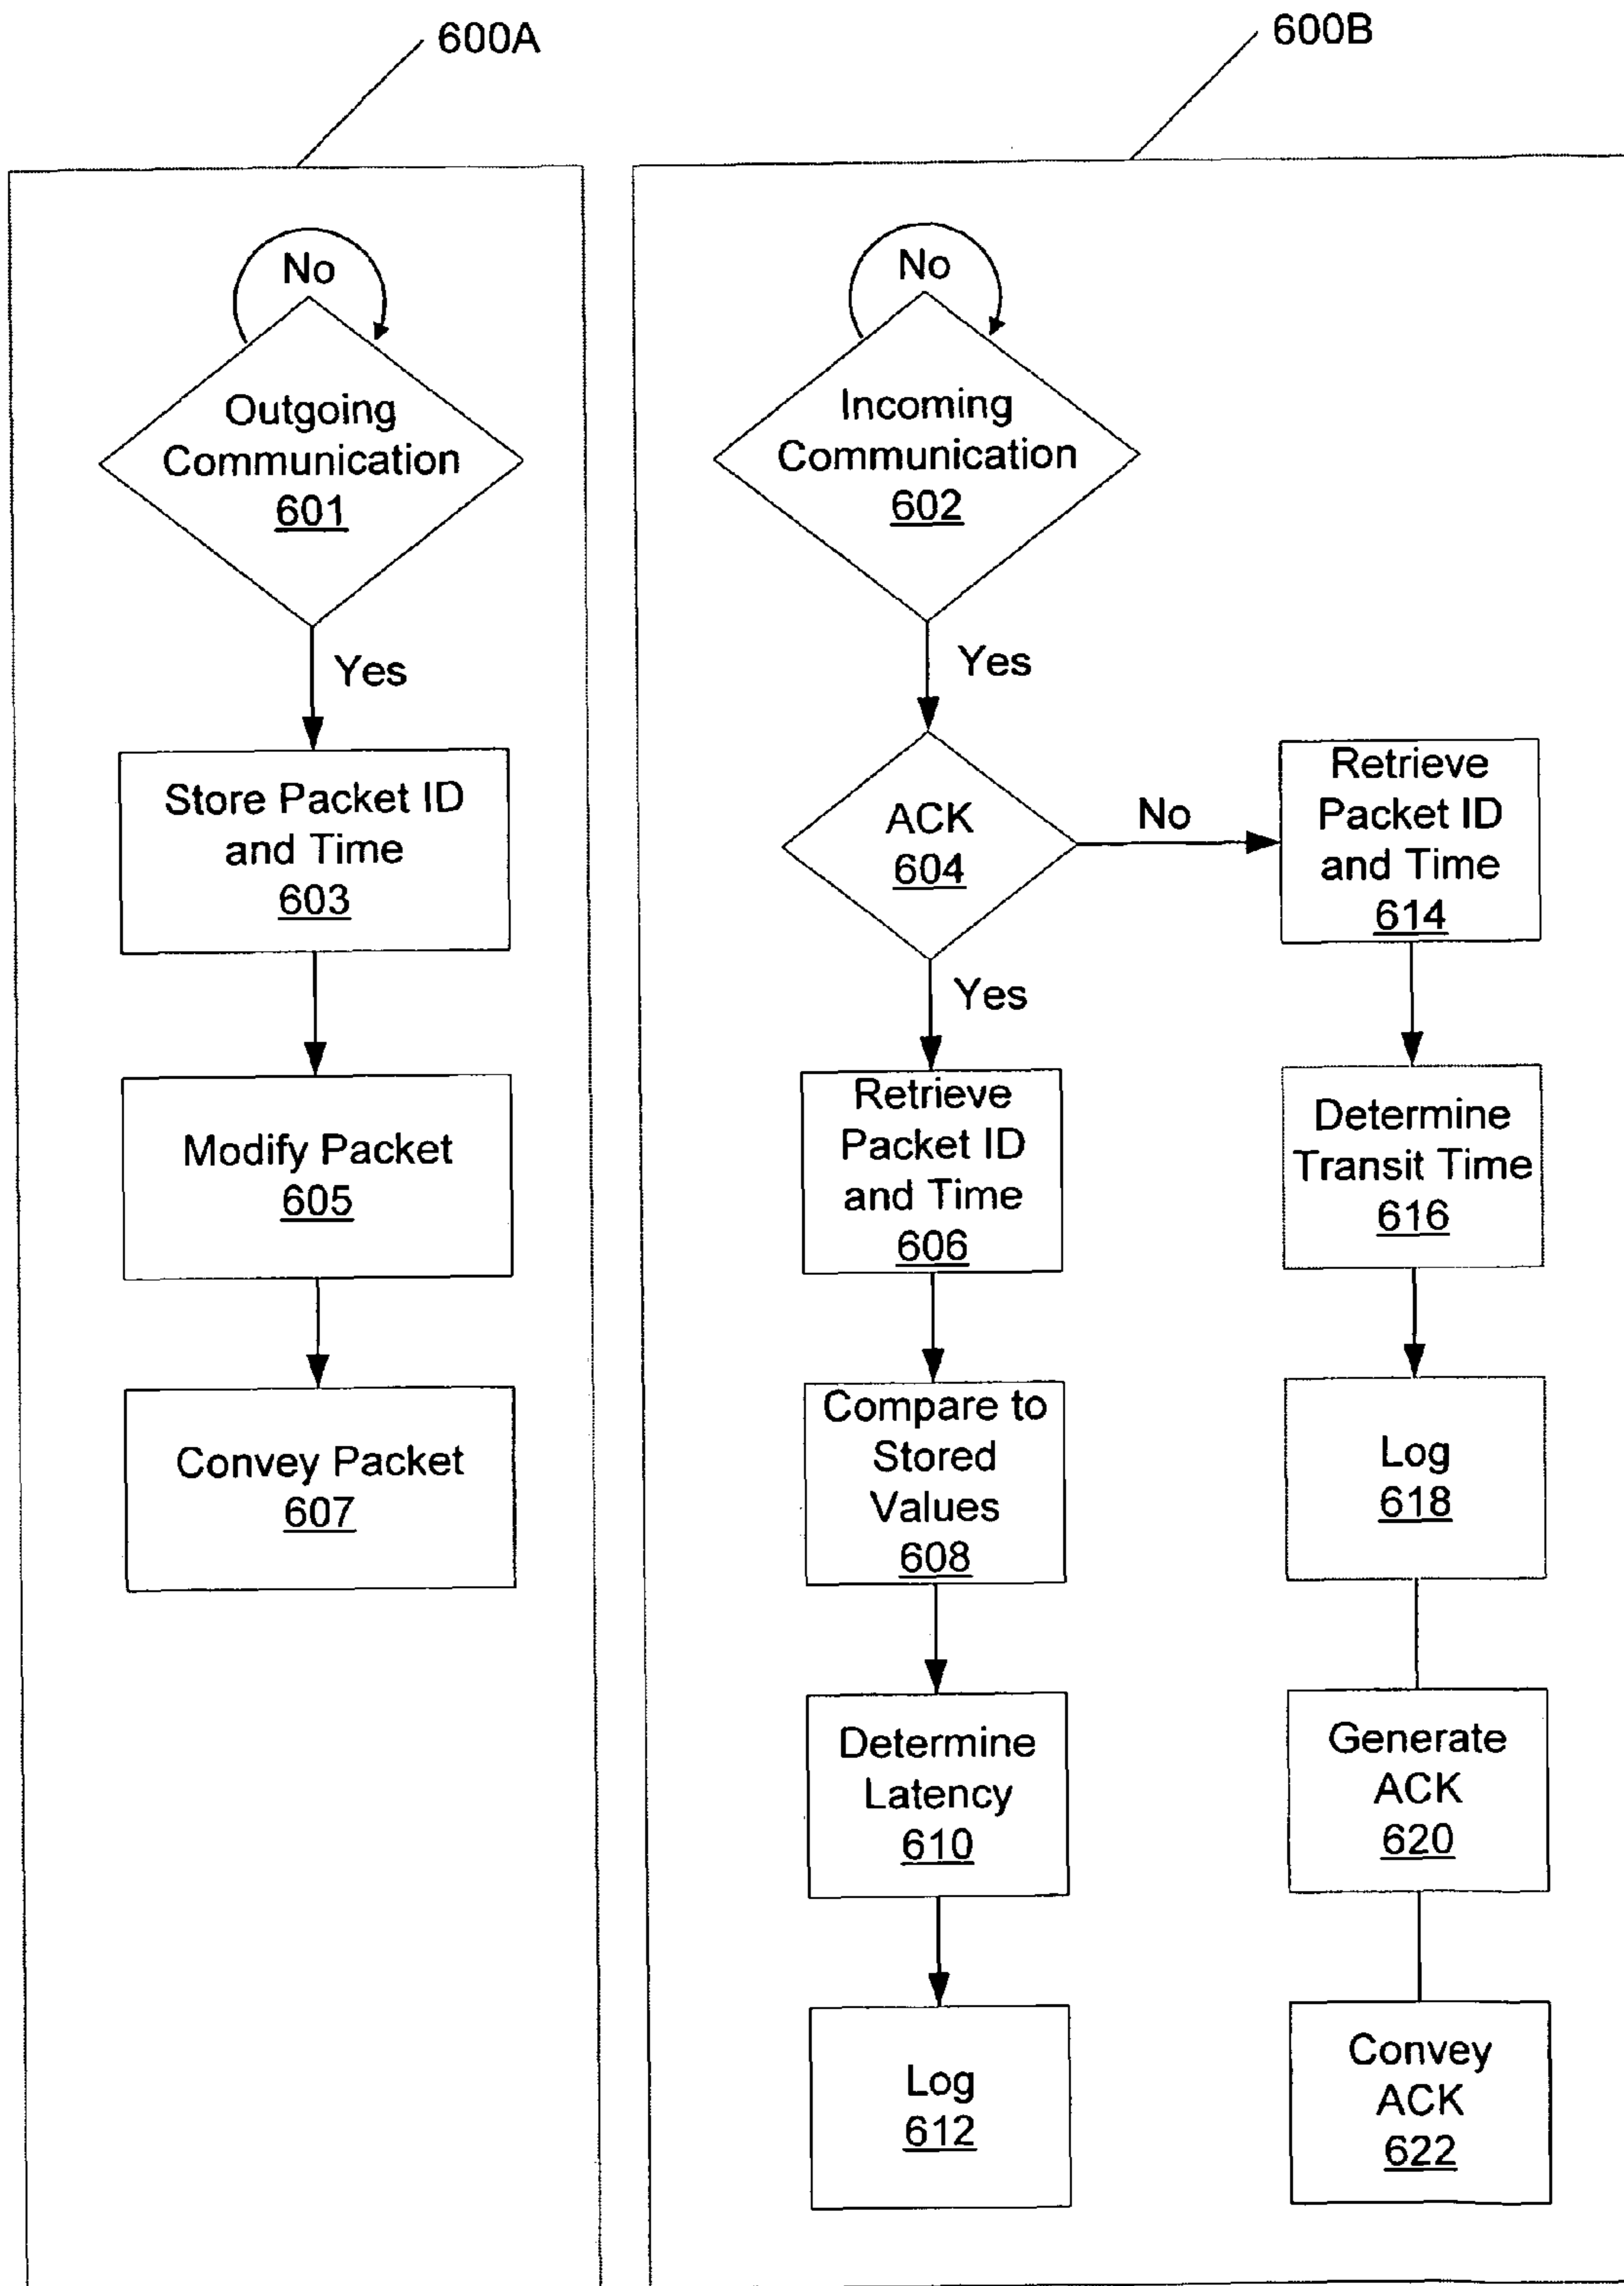 600A
600B
No
Outgoing
Communication
601
Yes
Store Packet ID
and Time
603
Modify Packet
605
Convey Packet
607
No
Incoming
Communication
602
Yes
ACK
604
No
Yes
Retrieve
Packet ID
and Time
606
Compare to
Stored
Values
608
Determine
Latency
610
Log
612
Retrieve
Packet ID
and Time
614
Determine
Transit Time
616
Log
618
Generate
ACK
620
Convey
ACK
622